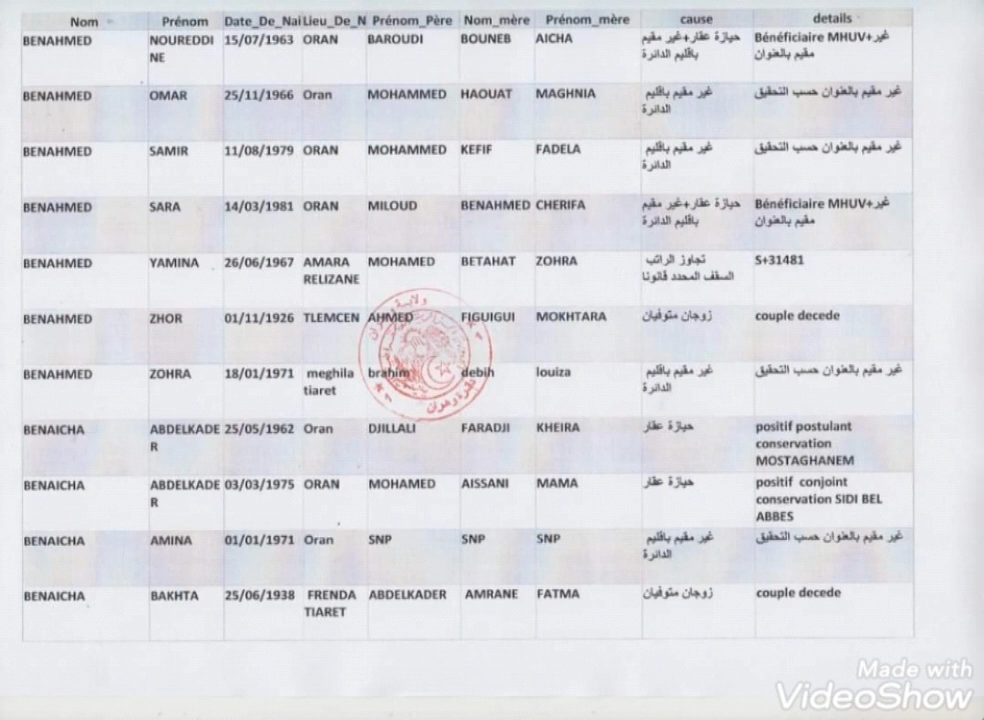 Nom Prénom Date_De_Nai Lieu_De_N Prénom_Père Nom_mère Prénom_mère cause details
BENAHMED NOUREDDI 15/07/1963 ORAN BAROUDI BOUNEB AICHA حيازة عقار+غير مقيم Bénéficiaire MHUV+غير
NE باقليم الدائرة مقيم بالعنوان
BENAHMED OMAR 25/11/1966 Oran MOHAMMED HAOUAT MAGHNIA غير مقيم باقليم غير مقيم بالعنوان حسب التحقيق
الدائرة
BENAHMED SAMIR 11/08/1979 ORAN MOHAMMED KEFIF FADELA غير مقيم باقليم غير مقيم بالعنوان حسب التحقيق
الدائرة
BENAHMED SARA 14/03/1981 ORAN MILOUD BENAHMED CHERIFA حيازة عقار+غير مقيم Bénéficiaire MHUV+غير
باقليم الدائرة مقيم بالعنوان
BENAHMED YAMINA 26/06/1967 AMARA MOHAMED BETAHAT ZOHRA تجاوز الراتب S+31481
RELIZANE السقف المحدد قانونا
BENAHMED ZHOR 01/11/1926 TLEMCEN AHMED FIGUIGUI MOKHTARA زوجان متوفيان couple decede
BENAHMED ZOHRA 18/01/1971 meghila brahim debih louiza غير مقيم باقليم غير مقيم بالعنوان حسب التحقيق
tiaret الدائرة
BENAICHA ABDELKADE 25/05/1962 Oran DJILLALI FARADJI KHEIRA حيازة عقار positif postulant
R conservation
MOSTAGHANEM
BENAICHA ABDELKADE 03/03/1975 ORAN MOHAMED AISSANI MAMA حيازة عقار positif conjoint
R conservation SIDI BEL
ABBES
BENAICHA AMINA 01/01/1971 Oran SNP SNP SNP غير مقيم باقليم غير مقيم بالعنوان حسب التحقيق
الدائرة
BENAICHA BAKHTA 25/06/1938 FRENDA ABDELKADER AMRANE FATMA زوجان متوفيان couple decede
TIARET
Made with
VideoShow